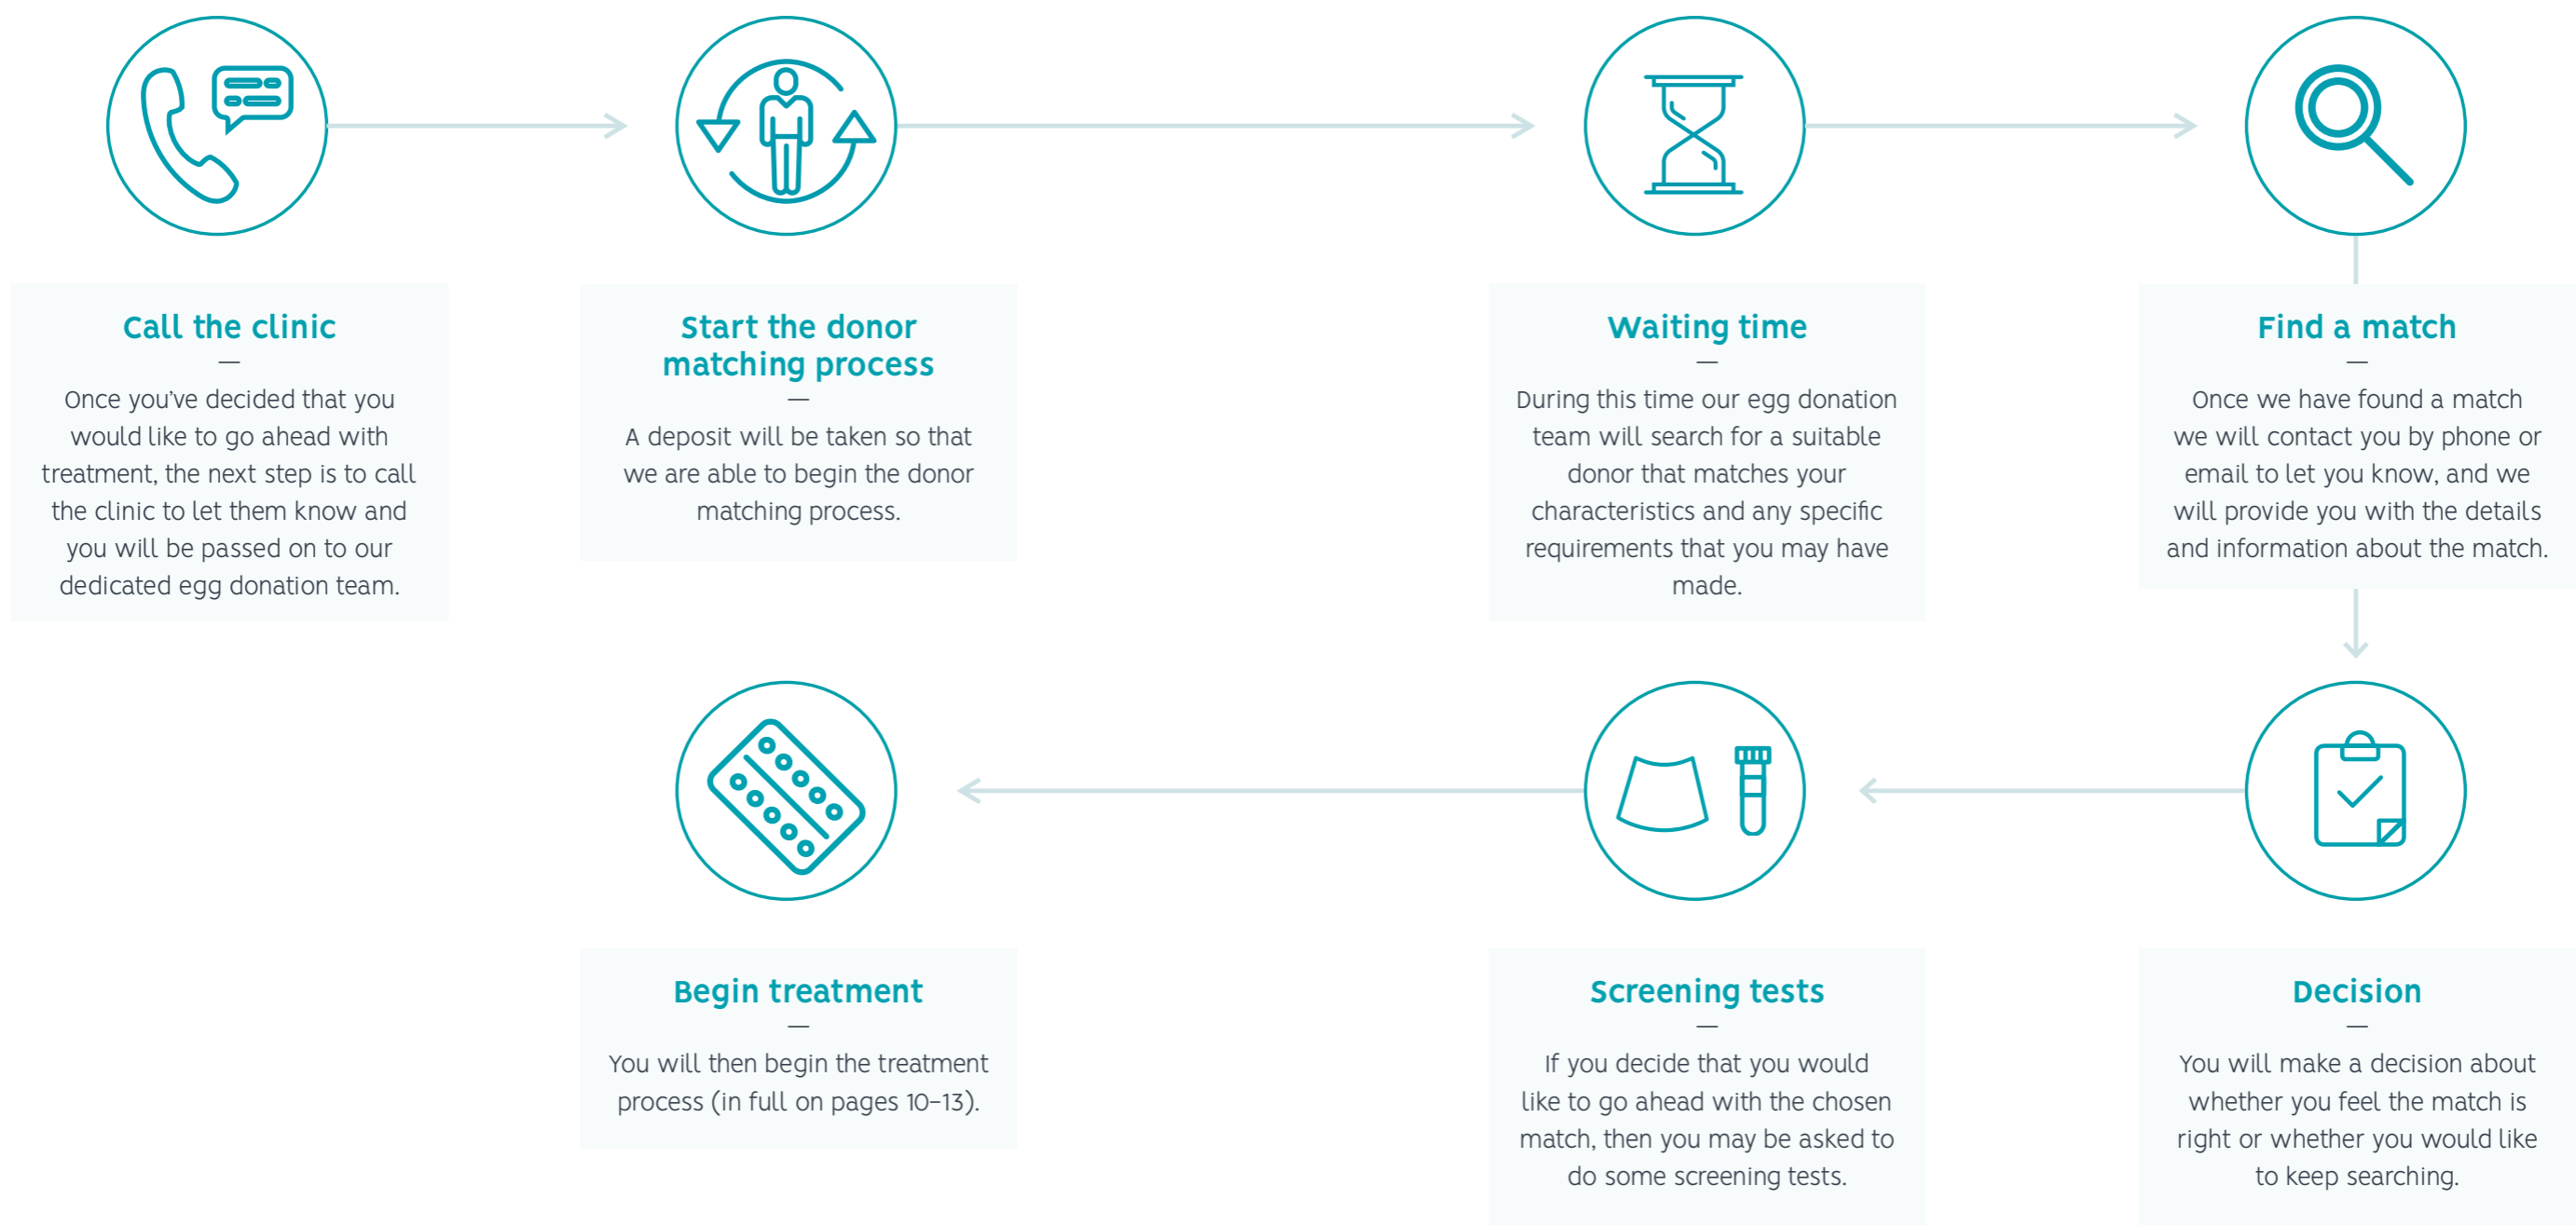 Call the clinic
—
Once you've decided that you
would like to go ahead with
treatment, the next step is to call
the clinic to let them know and
you will be passed on to our
dedicated egg donation team.
Start the donor
matching process
—
A deposit will be taken so that
we are able to begin the donor
matching process.
Waiting time
—
During this time our egg donation
team will search for a suitable
donor that matches your
characteristics and any specific
requirements that you may have
made.
Find a match
—
Once we have found a match
we will contact you by phone or
email to let you know, and we
will provide you with the details
and information about the match.
Decision
—
You will make a decision about
whether you feel the match is
right or whether you would like
to keep searching.
Screening tests
—
If you decide that you would
like to go ahead with the chosen
match, then you may be asked to
do some screening tests.
Begin treatment
—
You will then begin the treatment
process (in full on pages 10–13).